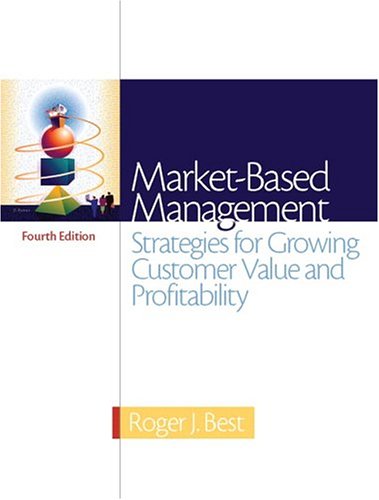 Market-Based
Management
Fourth Edition
Strategies for Growing
Customer Value and
Profitability
Roger J. Best